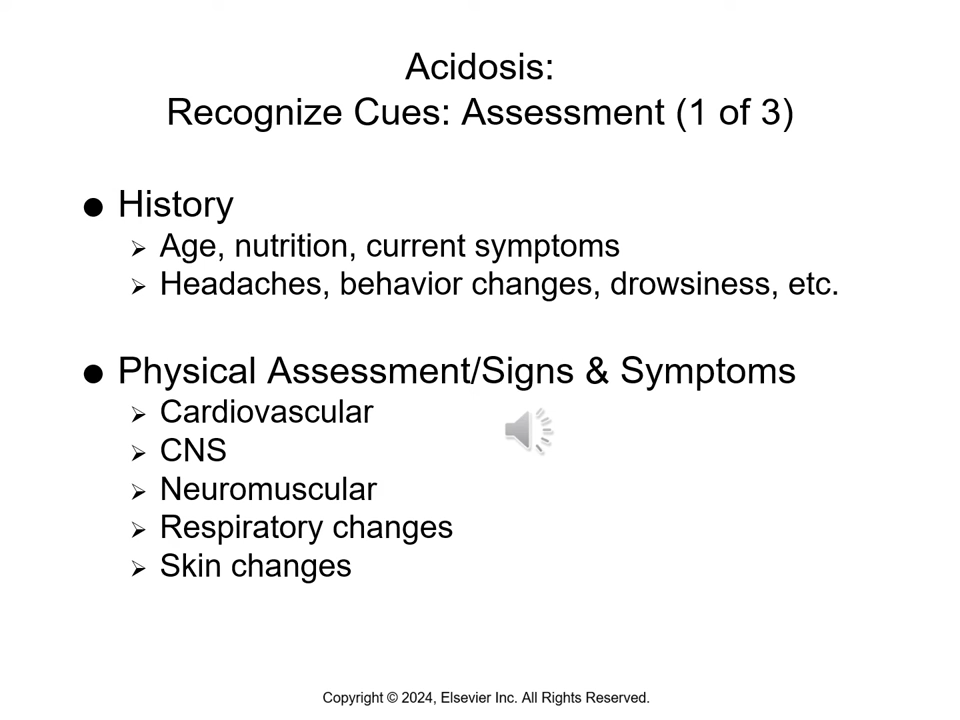 Acidosis:
Recognize Cues: Assessment (1 of 3)
● History
➢ Age, nutrition, current symptoms
➢ Headaches, behavior changes, drowsiness, etc.
● Physical Assessment/Signs & Symptoms
➢ Cardiovascular
➢ CNS
➢ Neuromuscular
➢ Respiratory changes
➢ Skin changes
Copyright © 2024, Elsevier Inc. All Rights Reserved.